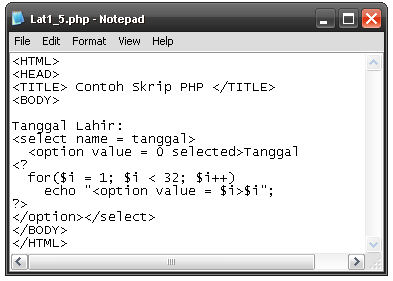 Lat1_5.php - Notepad
File Edit Format View Help
<HTML>
<HEAD>
<TITLE> Contoh Skrip PHP </TITLE>
<BODY>

Tanggal Lahir:
<select name = tanggal>
  <option value = 0 selected>Tanggal
<?
  for($i = 1; $i < 32; $i++)
    echo "<option value = $i>$i";
?>
</option></select>
</BODY>
</HTML>